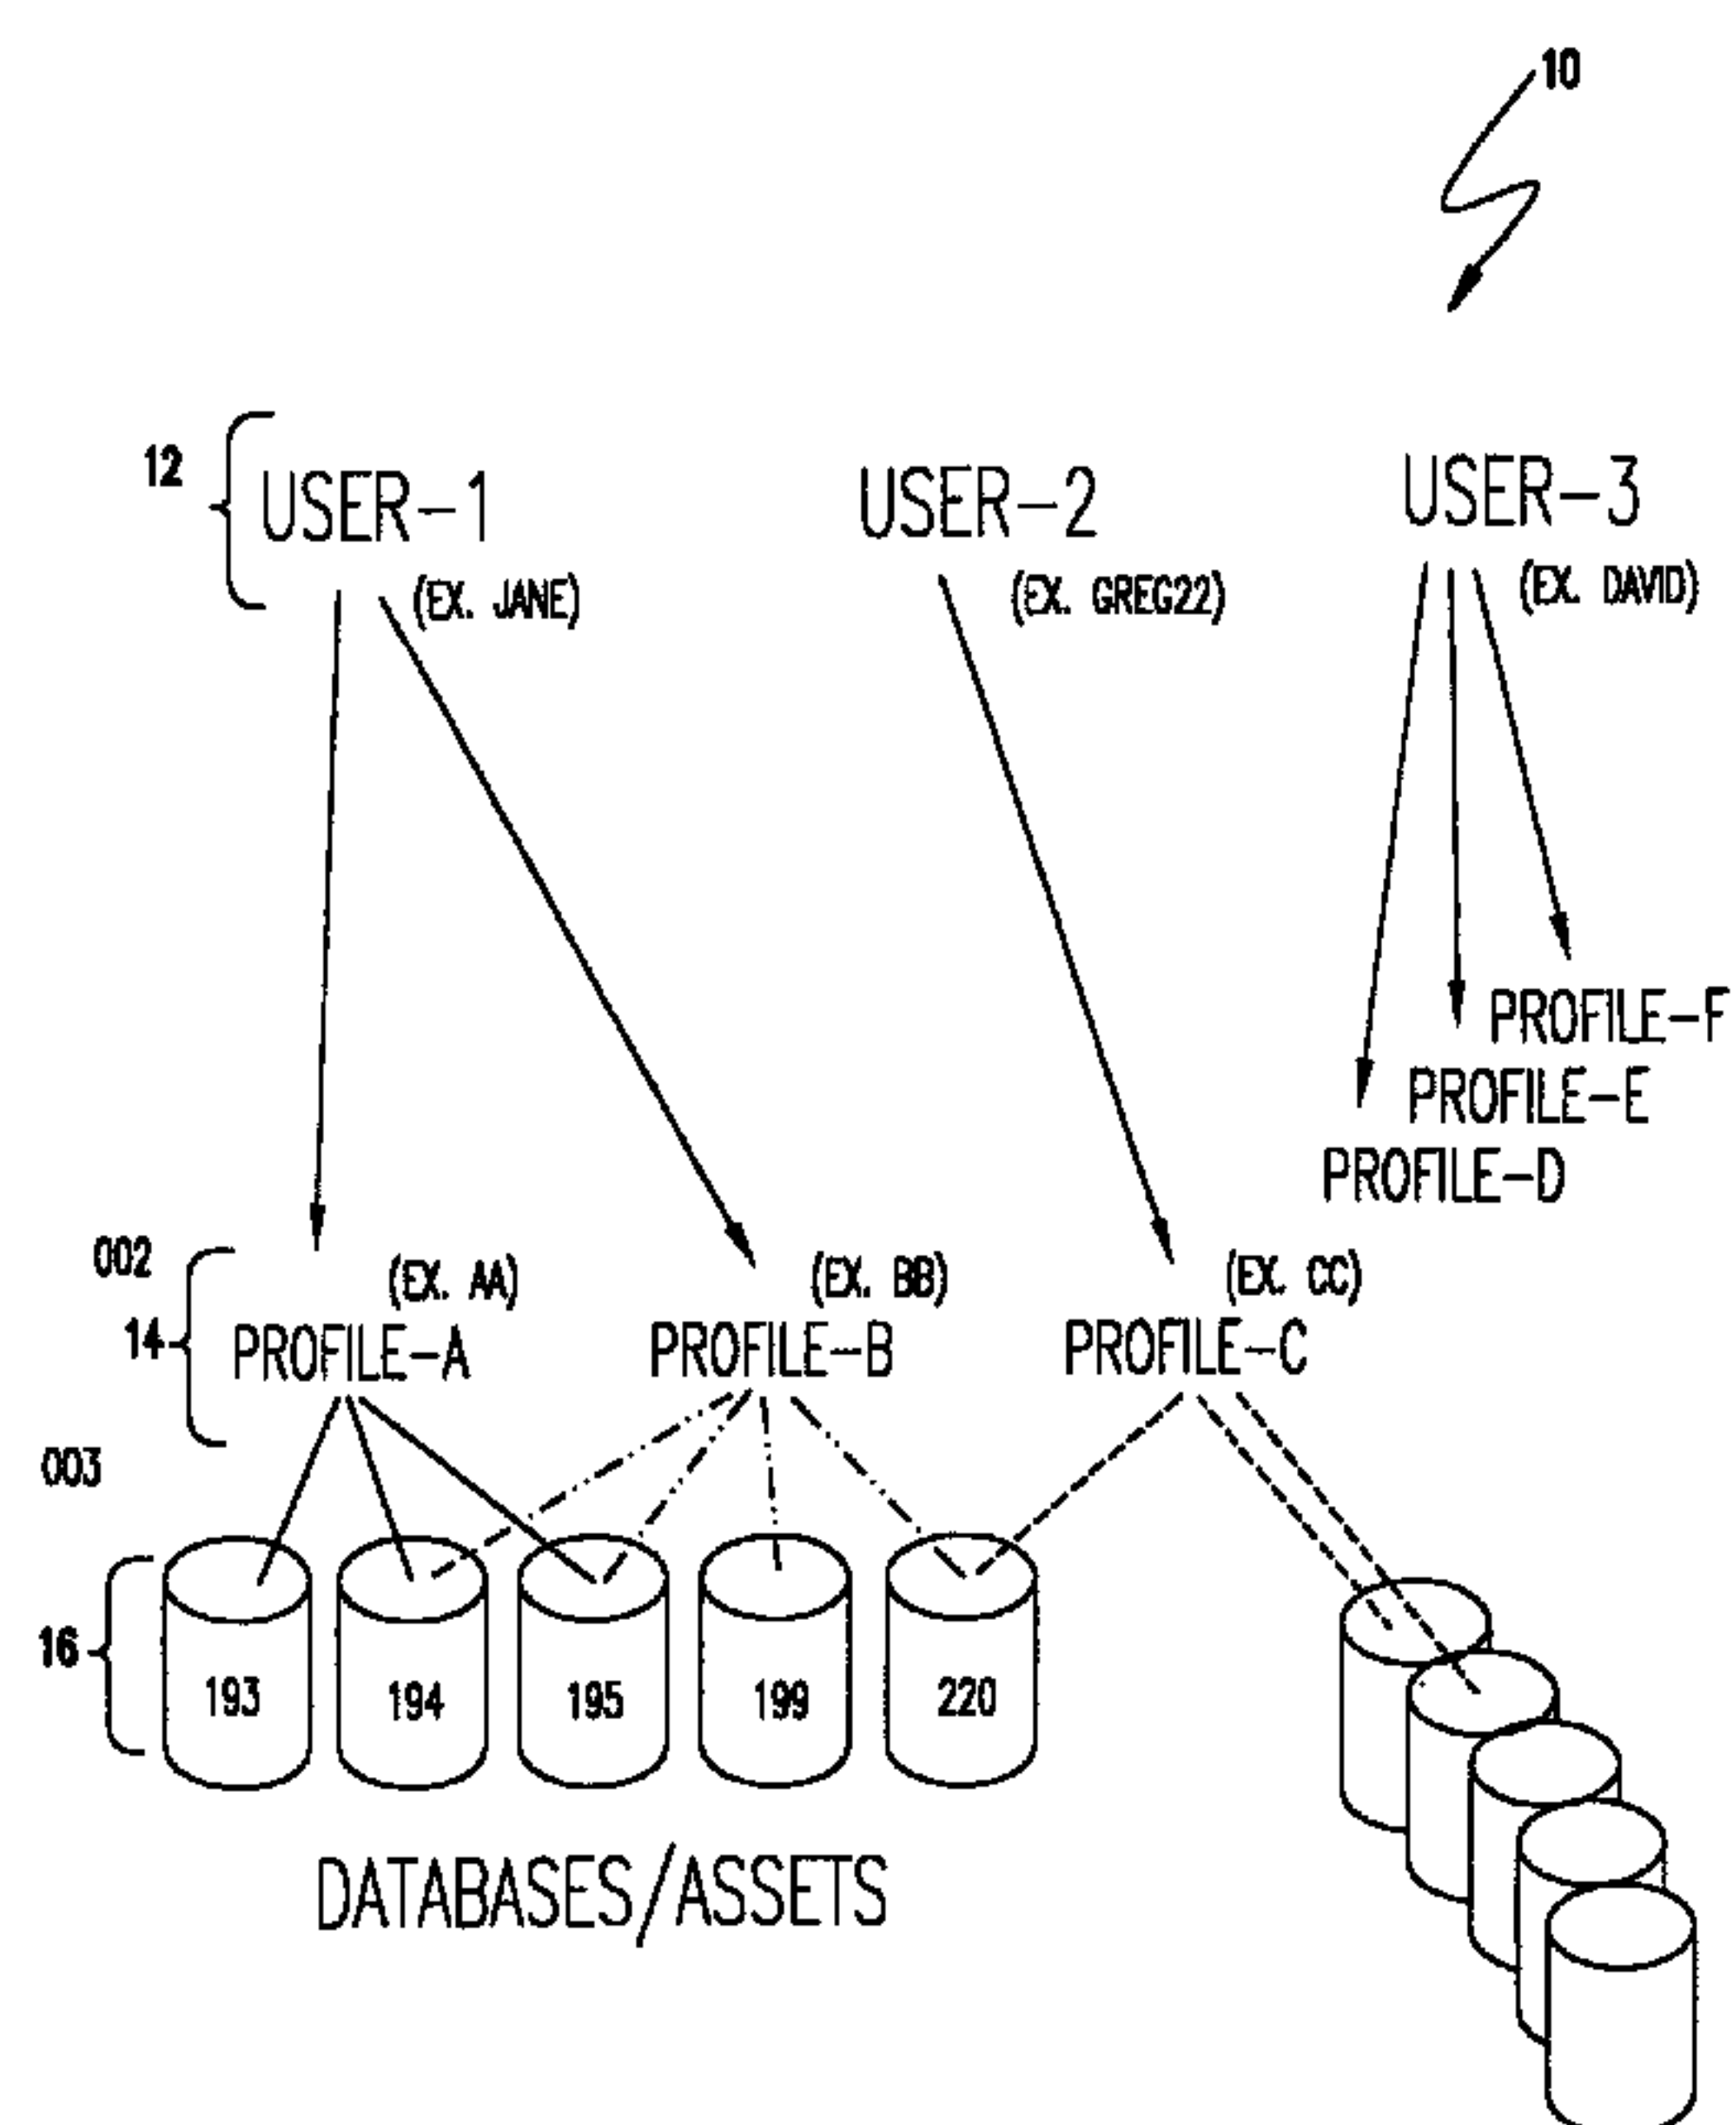 10
12
USER-1
USER-2
USER-3
(EX. JANE)
(EX. GREG22)
(EX. DAVID)
PROFILE-F
PROFILE-E
PROFILE-D
002
(EX. AA)
(EX. BB)
(EX. CC)
14
PROFILE-A
PROFILE-B
PROFILE-C
003
16
193
194
195
199
220
DATABASES/ASSETS